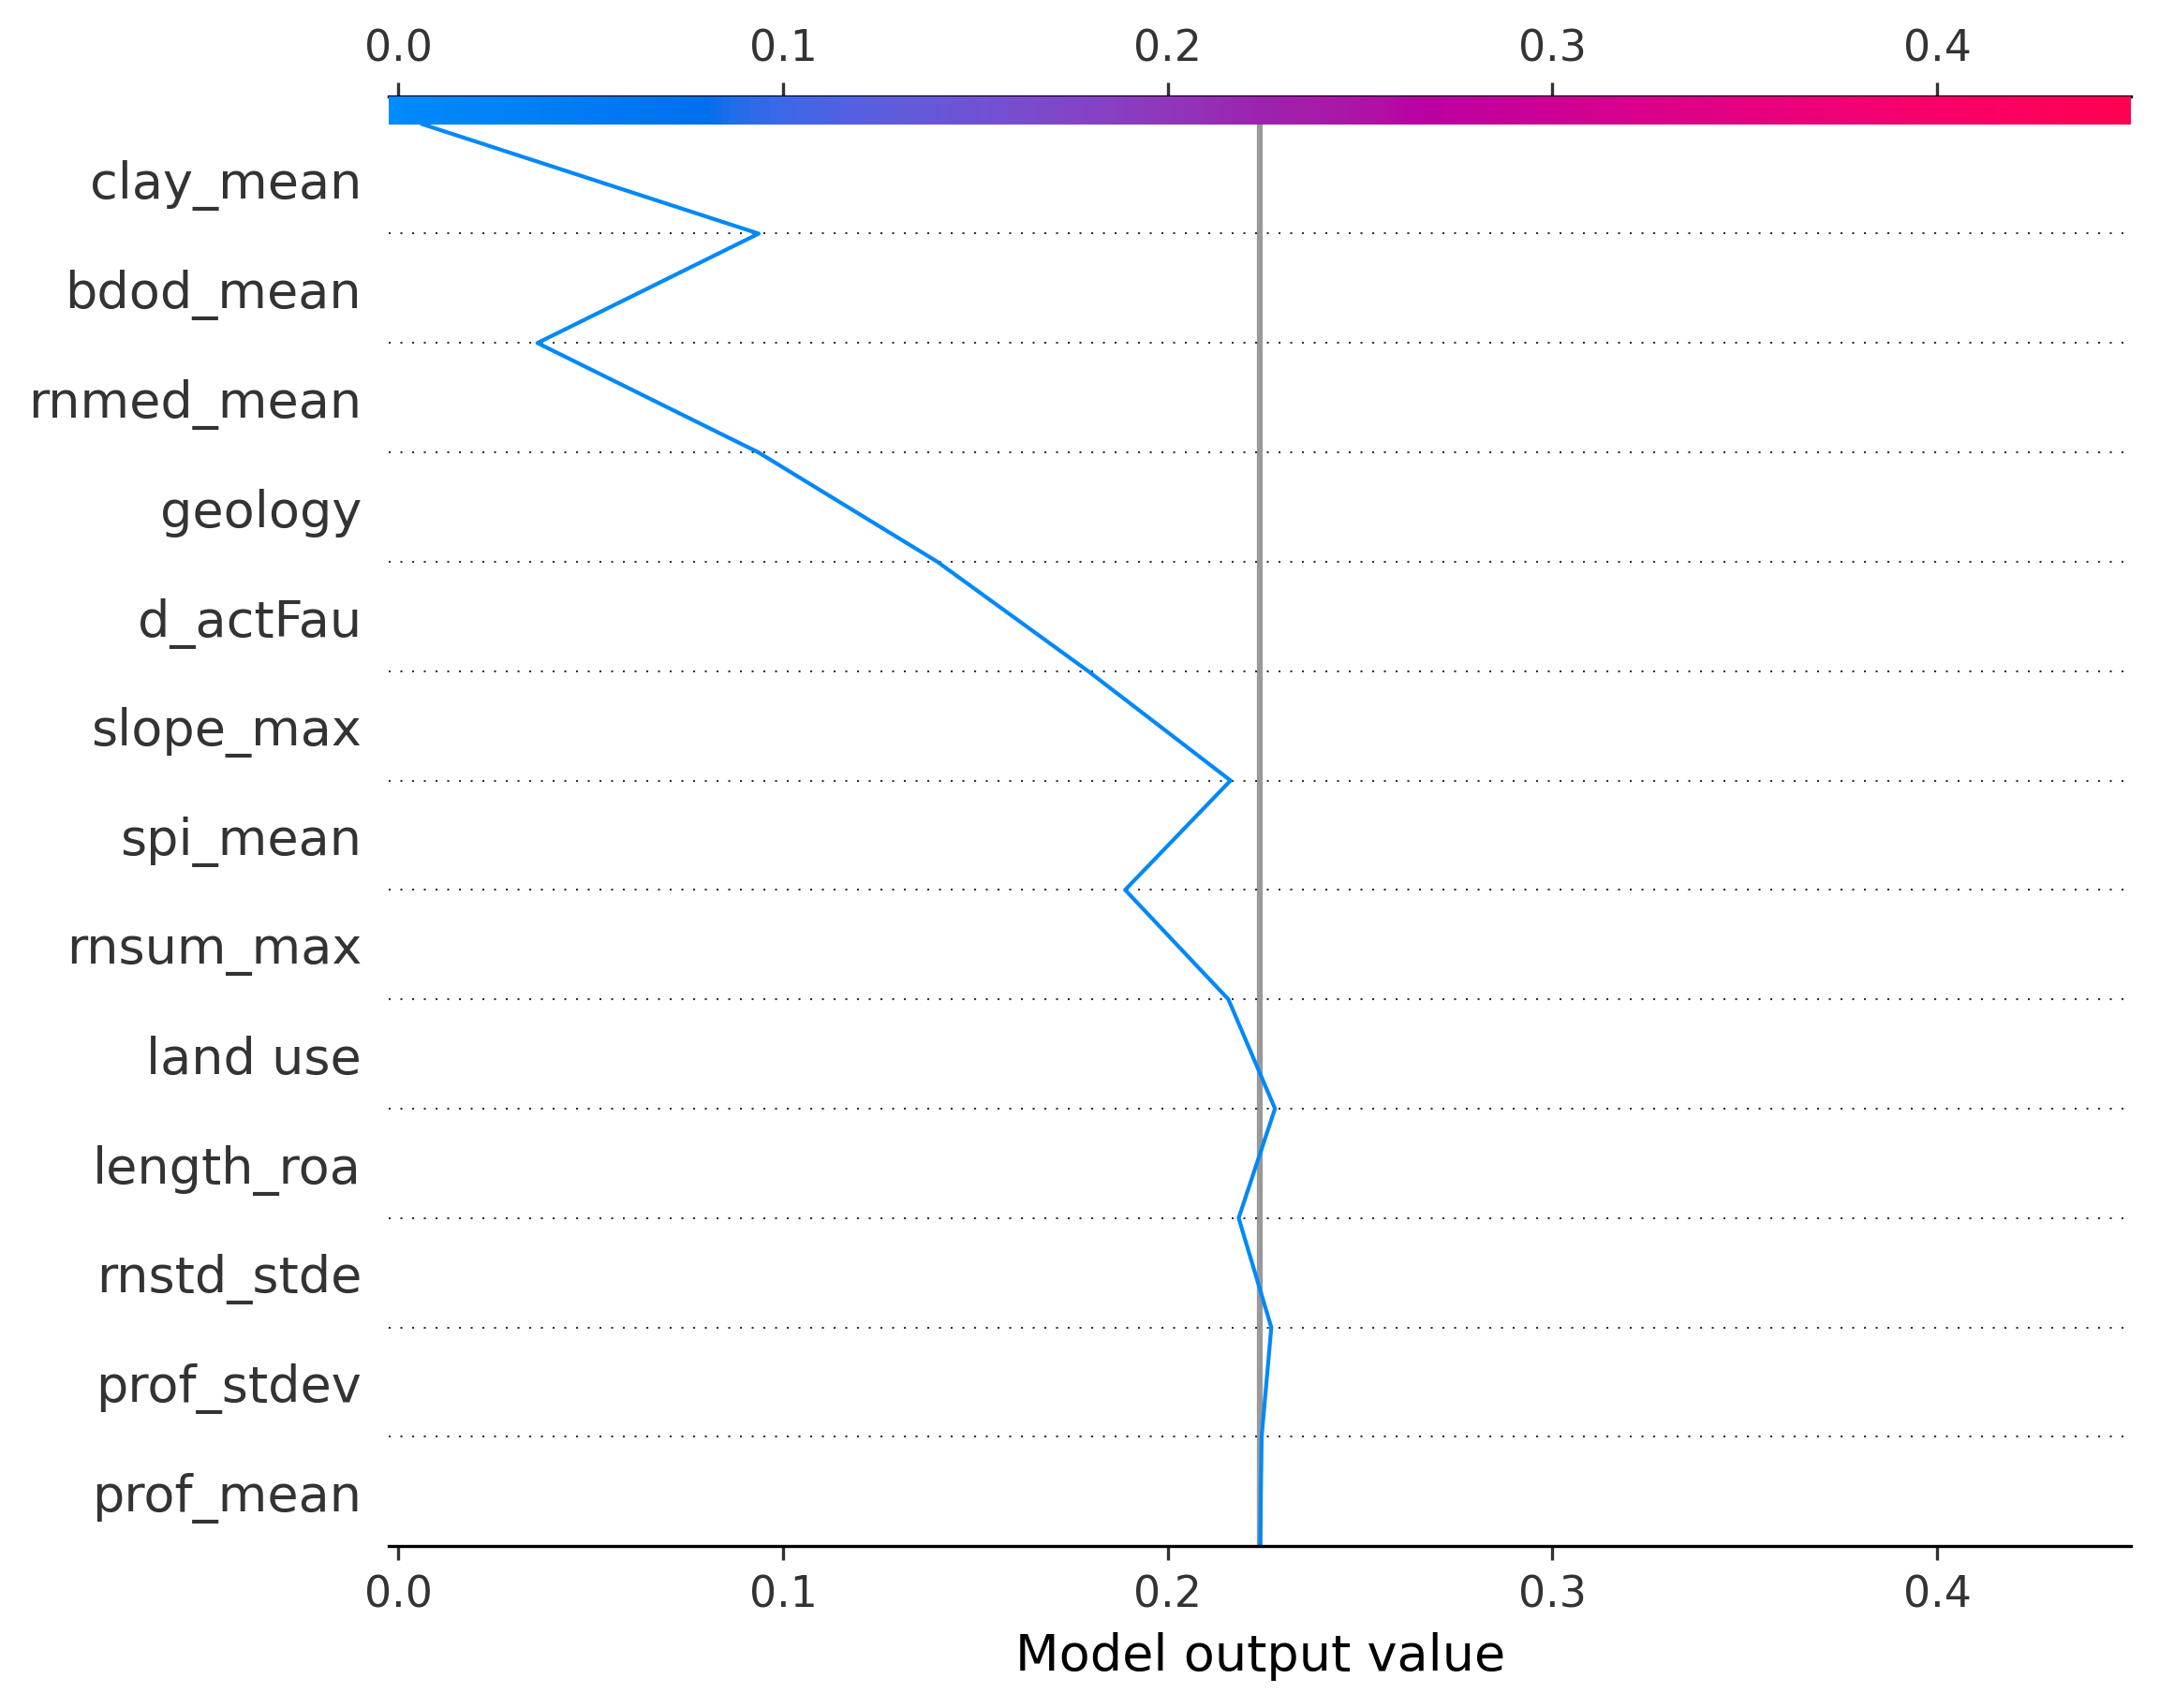 0.0 0.1 0.2 0.3 0.4
clay_mean
bdod_mean
rnmed_mean
geology
d_actFau
slope_max
spi_mean
rnsum_max
land use
length_roa
rnstd_stde
prof_stdev
prof_mean
0.0 0.1 0.2 0.3 0.4
Model output value